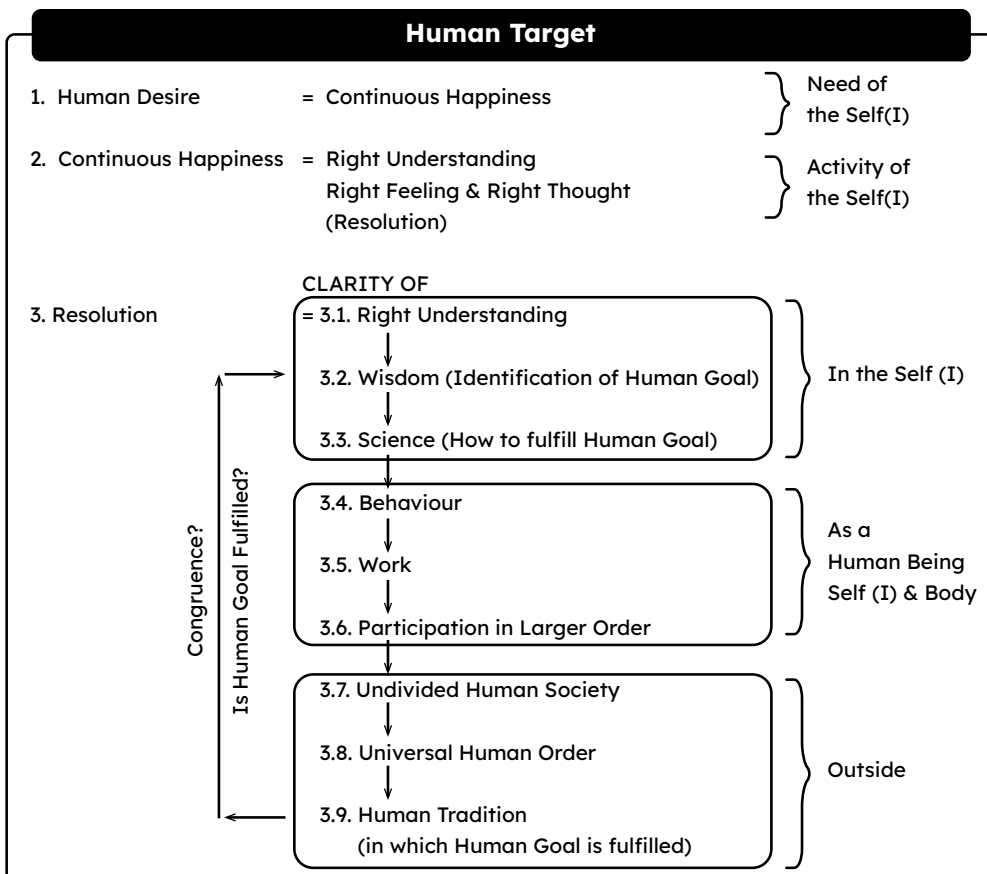 Human Target
1. Human Desire = Continuous Happiness
Need of
the Self(I)
2. Continuous Happiness = Right Understanding
Right Feeling & Right Thought
(Resolution)
Activity of
the Self(I)
CLARITY OF
3. Resolution = 3.1. Right Understanding
3.2. Wisdom (Identification of Human Goal)
3.3. Science (How to fulfill Human Goal)
In the Self (I)
3.4. Behaviour
3.5. Work
3.6. Participation in Larger Order
As a
Human Being
Self (I) & Body
3.7. Undivided Human Society
3.8. Universal Human Order
3.9. Human Tradition
(in which Human Goal is fulfilled)
Outside
Congruence?
Is Human Goal Fulfilled?